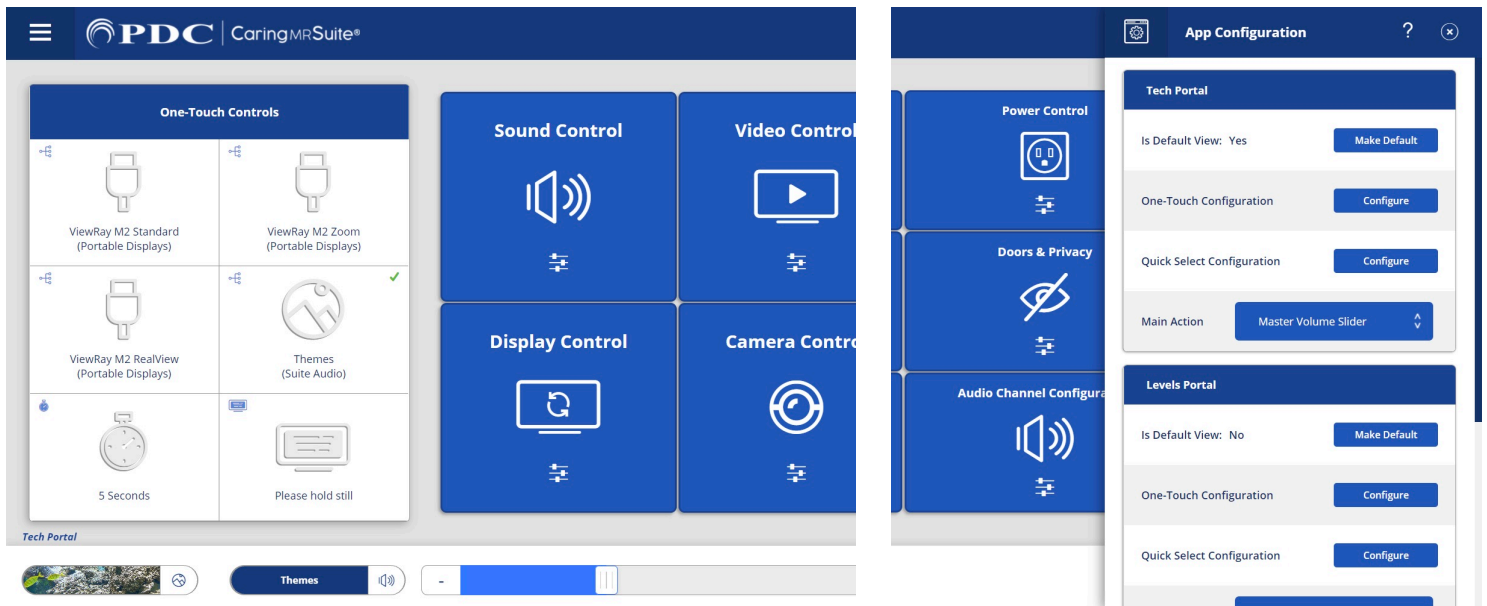 PDC | CaringMRSuite®
One-Touch Controls
ViewRay M2 Standard
(Portable Displays)
ViewRay M2 Zoom
(Portable Displays)
ViewRay M2 RealView
(Portable Displays)
Themes
(Suite Audio)
5 Seconds
Please hold still
Sound Control
Video Control
Display Control
Camera Contro
Tech Portal
Themes
-
Power Control
Doors & Privacy
Audio Channel Configura
App Configuration
?
Tech Portal
Is Default View: Yes
Make Default
One-Touch Configuration
Configure
Quick Select Configuration
Configure
Main Action
Master Volume Slider
Levels Portal
Is Default View: No
Make Default
One-Touch Configuration
Configure
Quick Select Configuration
Configure